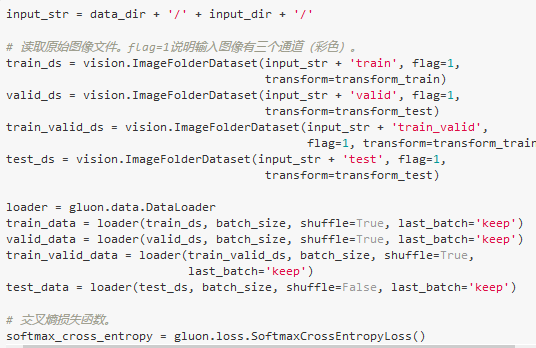 input_str = data_dir + '/' + input_dir + '/'
# 读取原始图像文件。flag=1说明输入图像有三个通道（彩色）。
train_ds = vision.ImageFolderDataset(input_str + 'train', flag=1,
transform=transform_train)
valid_ds = vision.ImageFolderDataset(input_str + 'valid', flag=1,
transform=transform_test)
train_valid_ds = vision.ImageFolderDataset(input_str + 'train_valid',
flag=1, transform=transform_train
test_ds = vision.ImageFolderDataset(input_str + 'test', flag=1,
transform=transform_test)
loader = gluon.data.DataLoader
train_data = loader(train_ds, batch_size, shuffle=True, last_batch='keep')
valid_data = loader(valid_ds, batch_size, shuffle=True, last_batch='keep')
train_valid_data = loader(train_valid_ds, batch_size, shuffle=True,
last_batch='keep')
test_data = loader(test_ds, batch_size, shuffle=False, last_batch='keep')
# 交叉熵损失函数。
softmax_cross_entropy = gluon.loss.SoftmaxCrossEntropyLoss()